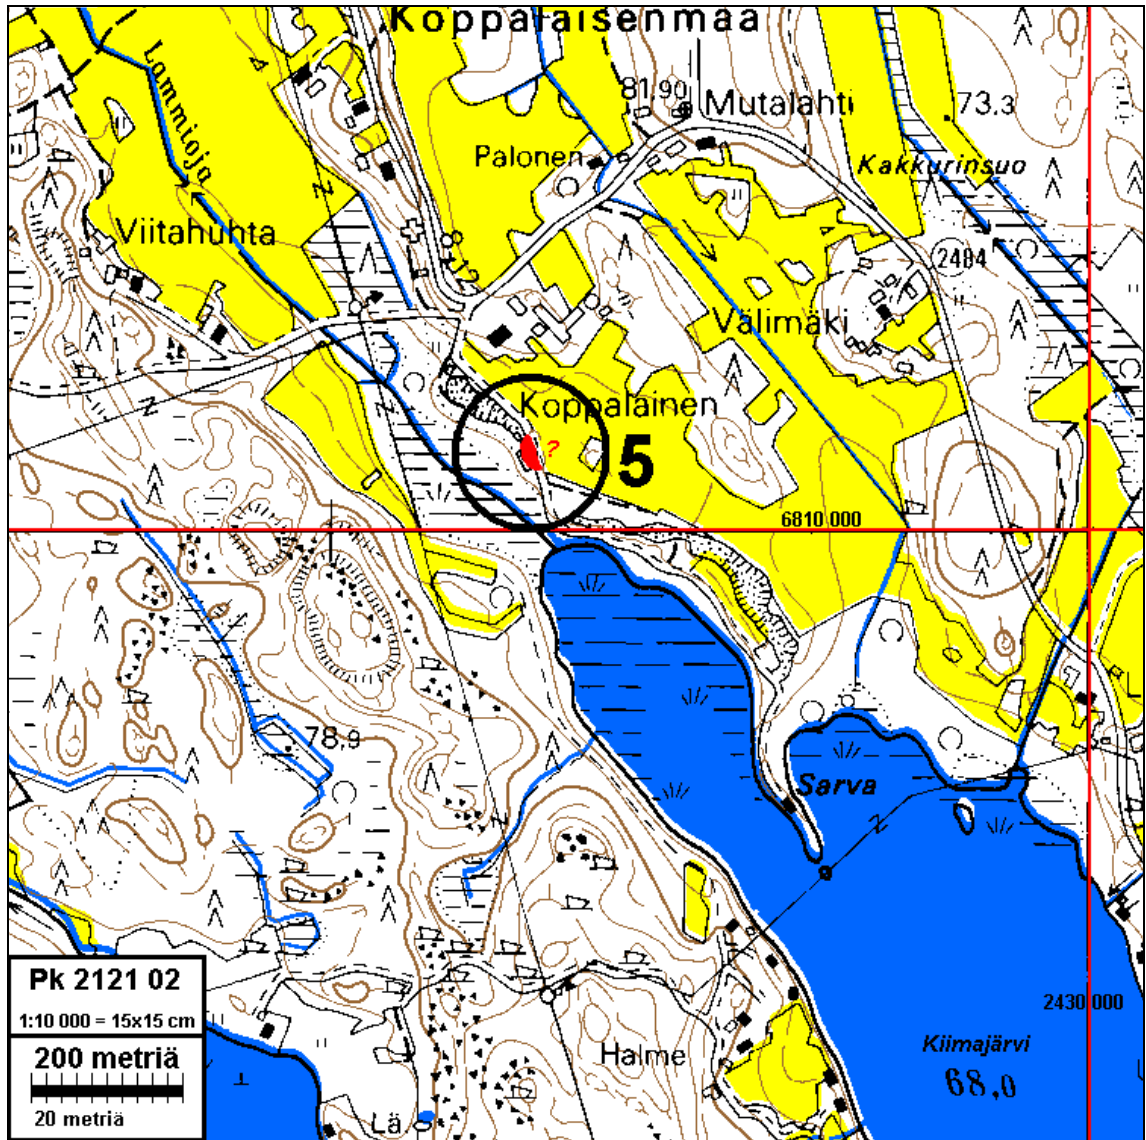 Koppalaisenmaa
Lammioja
81.90
Mutalahti
73.3
Palonen
Kakkurinsuo
Viitahuhta
8.12
2484
Välimäki
Koppalainen
?
5
6810 000
78,9
Sarva
Pk 2121 02
1:10 000 = 15x15 cm
2430 000
200 metriä
20 metriä
Halme
Kiimajärvi
68,0
Lä